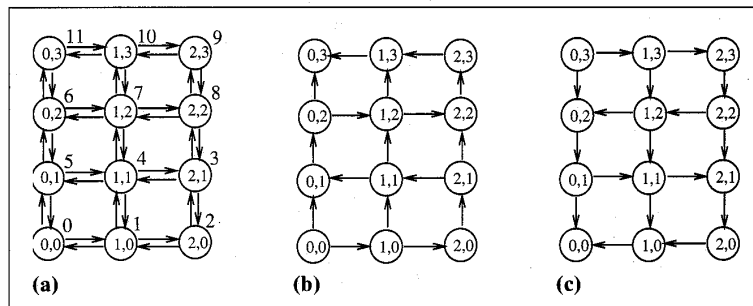 11 10 9
0,3 1,3 2,3 0,3 1,3 2,3 0,3 1,3 2,3
6 7 8
0,2 1,2 2,2 0,2 1,2 2,2 0,2 1,2 2,2
5 4 3
0,1 1,1 2,1 0,1 1,1 2,1 0,1 1,1 2,1
0 1 2
0,0 1,0 2,0 0,0 1,0 2,0 0,0 1,0 2,0
(a) (b) (c)